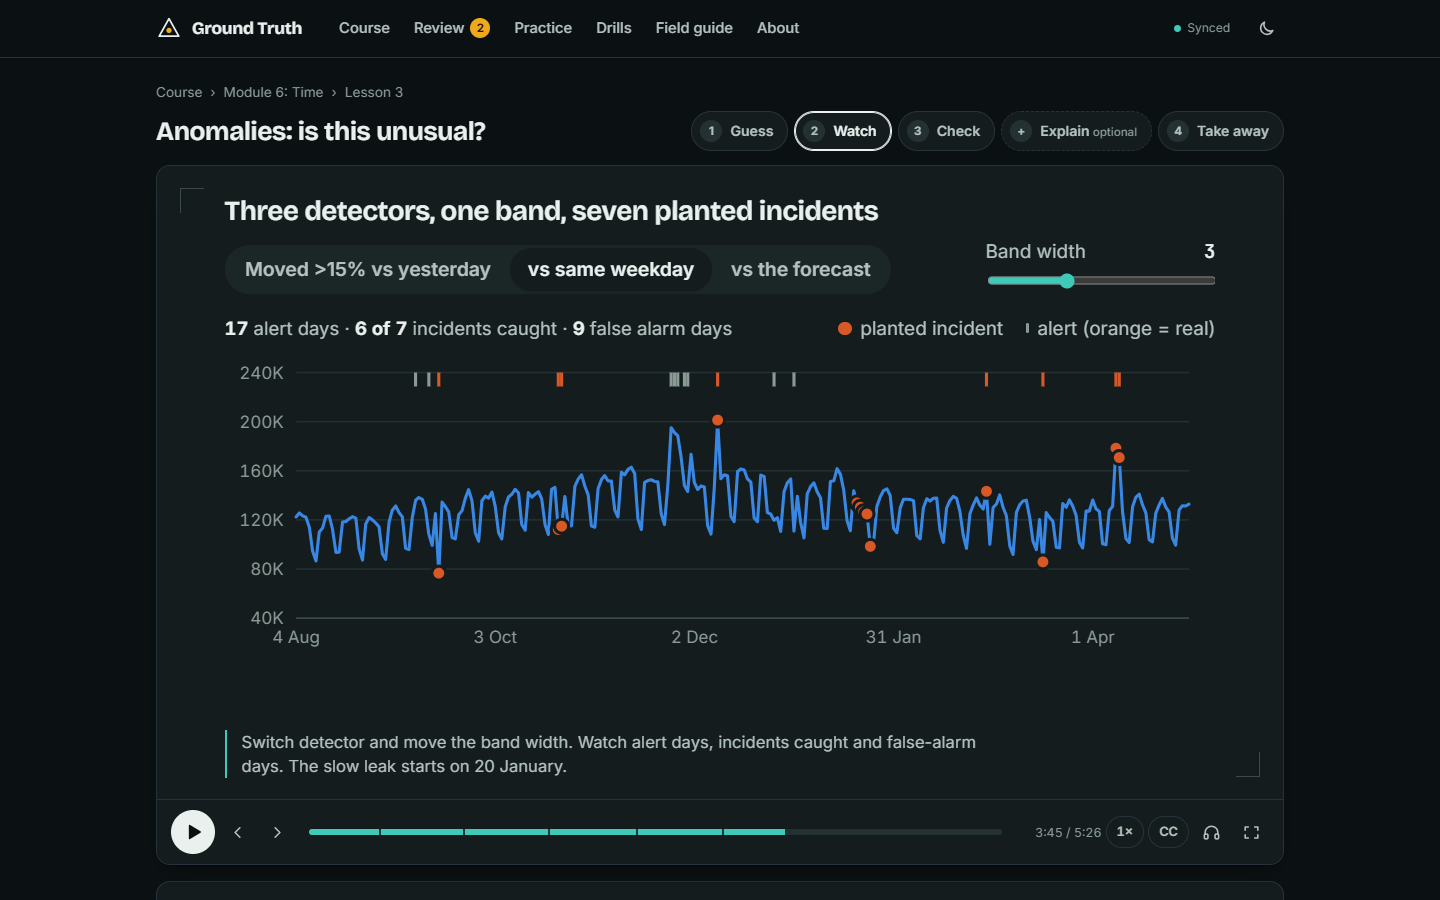 Ground Truth
Course
Review 2
Practice
Drills
Field guide
About
Synced
Course › Module 6: Time › Lesson 3
Anomalies: is this unusual?
1 Guess
2 Watch
3 Check
+ Explain optional
4 Take away
Three detectors, one band, seven planted incidents
Moved >15% vs yesterday
vs same weekday
vs the forecast
Band width 3
17 alert days · 6 of 7 incidents caught · 9 false alarm days
planted incident
alert (orange = real)
240K
200K
160K
120K
80K
40K
4 Aug
3 Oct
2 Dec
31 Jan
1 Apr
Switch detector and move the band width. Watch alert days, incidents caught and false-alarm
days. The slow leak starts on 20 January.
3:45 / 5:26
1×
CC